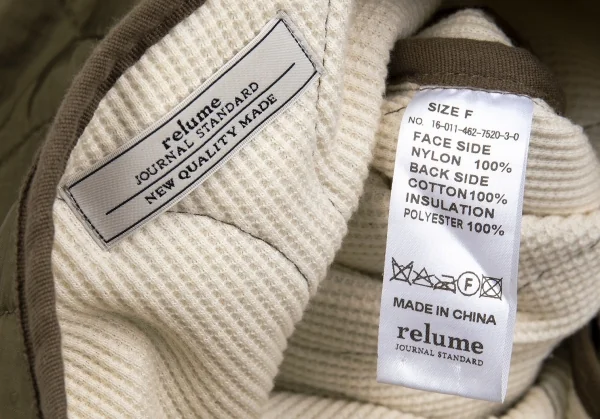 relume
JOURNAL STANDARD
NEW QUALITY MADE
SIZE F
NO. 16-011-462-7520-3-0
FACE SIDE
NYLON 100%
BACK SIDE
COTTON100%
INSULATION
POLYESTER 100%
F
MADE IN CHINA
relume
JOURNAL STANDARD